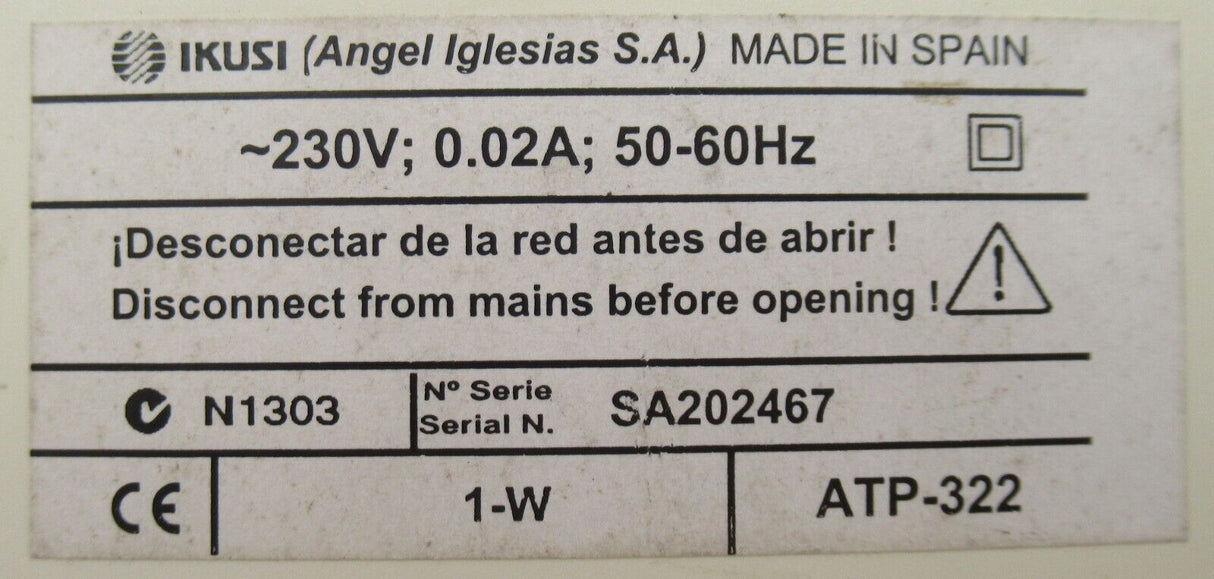 IKUSI (Angel Iglesias S.A.) MADE IN SPAIN
~230V; 0.02A; 50-60Hz
¡Desconectar de la red antes de abrir !
Disconnect from mains before opening !
N1303
Nº Serie
Serial N.
SA202467
CE
1-W
ATP-322